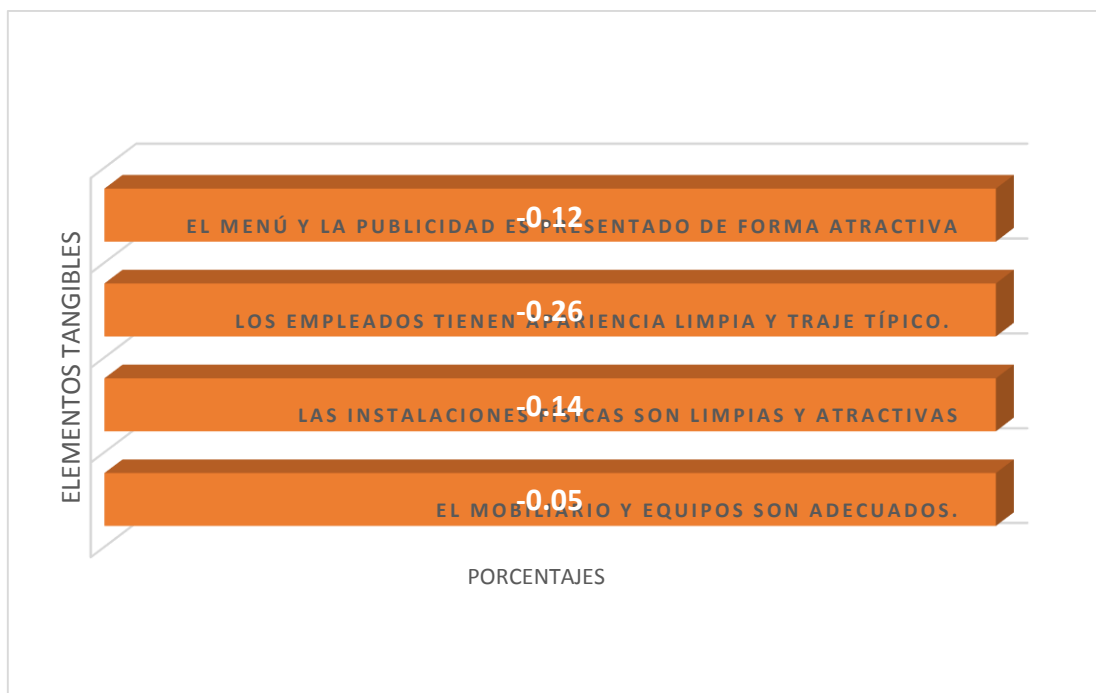 ELEMENTOS TANGIBLES
-0.12
EL MENÚ Y LA PUBLICIDAD ES PRESENTADO DE FORMA ATRACTIVA
-0.26
LOS EMPLEADOS TIENEN APARIENCIA LIMPIA Y TRAJE TÍPICO.
-0.14
LAS INSTALACIONES FÍSICAS SON LIMPIAS Y ATRACTIVAS
-0.05
EL MOBILIARIO Y EQUIPOS SON ADECUADOS.
PORCENTAJES